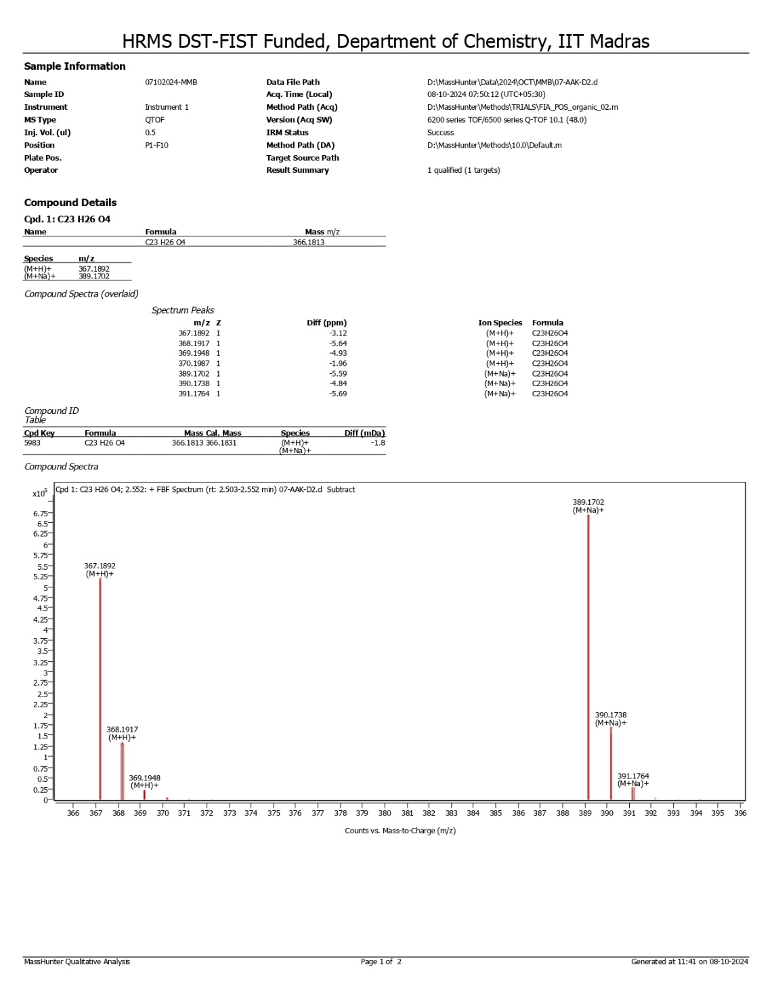 HRMS DST-FIST Funded, Department of Chemistry, IIT Madras
Sample Information
Name 07102024-MMB Data File Path D:\MassHunter\Data\2024\OCT\MMB\07-AAK-D2.d
Sample ID Acq. Time (Local) 08-10-2024 07:50:12 (UTC+05:30)
Instrument Instrument 1 Method Path (Acq) D:\MassHunter\Methods\TRIALS\FIA_POS_organic_02.m
MS Type QTOF Version (Acq SW) 6200 series TOF/6500 series Q-TOF 10.1 (48.0)
Inj. Vol. (ul) 0.5 IRM Status Success
Position P1-F10 Method Path (DA) D:\MassHunter\Methods\10.0\Default.m
Plate Pos. Target Source Path
Operator Result Summary 1 qualified (1 targets)
Compound Details
Cpd. 1: C23 H26 O4
Name Formula Mass m/z
C23 H26 O4 366.1813
Species m/z
(M+H)+ 367.1892
(M+Na)+ 389.1702
Compound Spectra (overlaid)
Spectrum Peaks
m/z Z Diff (ppm) Ion Species Formula
367.1892 1 -3.12 (M+H)+ C23H26O4
368.1917 1 -5.64 (M+H)+ C23H26O4
369.1948 1 -4.93 (M+H)+ C23H26O4
370.1987 1 -1.96 (M+H)+ C23H26O4
389.1702 1 -5.59 (M+Na)+ C23H26O4
390.1738 1 -4.84 (M+Na)+ C23H26O4
391.1764 1 -5.69 (M+Na)+ C23H26O4
Compound ID
Table
Cpd Key Formula Mass Cal. Mass Species Diff (mDa)
5983 C23 H26 O4 366.1813 366.1831 (M+H)+ -1.8
(M+Na)+
Compound Spectra
x10⁵ Cpd 1: C23 H26 O4; 2.552: + FBF Spectrum (rt: 2.503-2.552 min) 07-AAK-D2.d Subtract
389.1702
(M+Na)+
6.75
6.5
6.25
6
5.75
367.1892
5.5
(M+H)+
5.25
5
4.75
4.5
4.25
4
3.75
3.5
3.25
3
2.75
2.5
2.25
2
390.1738
(M+Na)+
1.75
368.1917
(M+H)+
1.5
1.25
1
0.75
369.1948
391.1764
0.5
(M+H)+
(M+Na)+
0.25
0
366 367 368 369 370 371 372 373 374 375 376 377 378 379 380 381 382 383 384 385 386 387 388 389 390 391 392 393 394 395 396
Counts vs. Mass-to-Charge (m/z)
MassHunter Qualitative Analysis Page 1 of 2 Generated at 11:41 on 08-10-2024